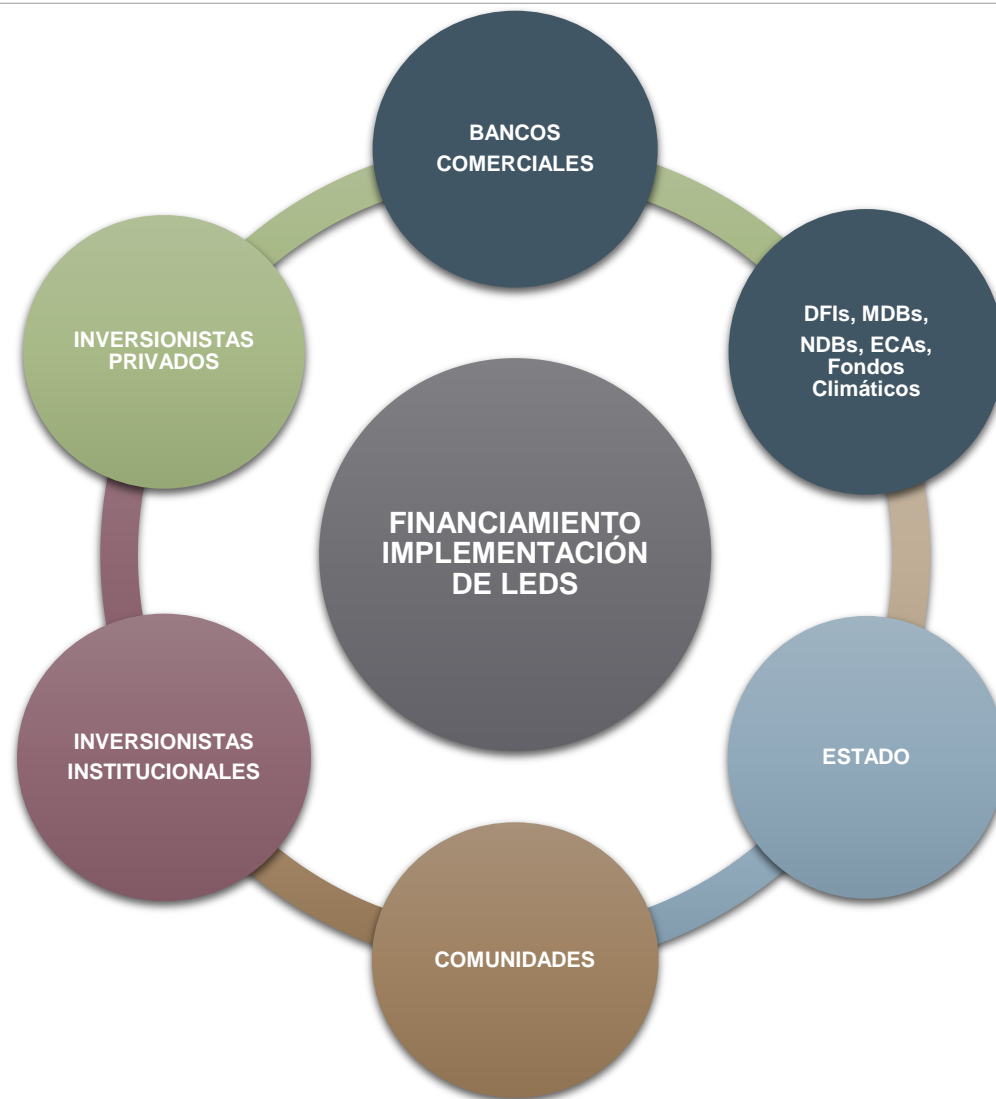 BANCOS
COMERCIALES
DFIs, MDBs,
NDBs, ECAs,
Fondos
Climáticos
ESTADO
COMUNIDADES
INVERSIONISTAS
INSTITUCIONALES
INVERSIONISTAS
PRIVADOS
FINANCIAMIENTO
IMPLEMENTACIÓN
DE LEDS